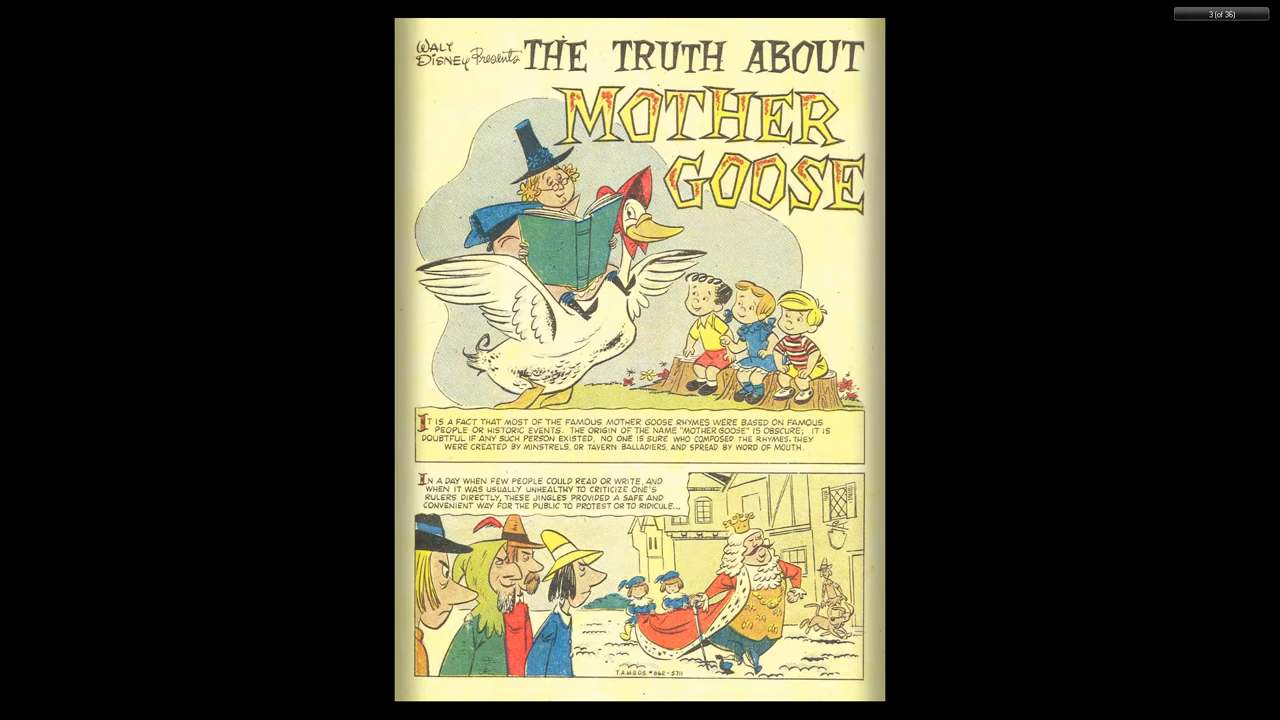 3 (of 36)
WALT DISNEY Presents THE TRUTH ABOUT
MOTHER
GOOSE
IT IS A FACT THAT MOST OF THE FAMOUS MOTHER GOOSE RHYMES WERE BASED ON FAMOUS
PEOPLE OR HISTORIC EVENTS. THE ORIGIN OF THE NAME "MOTHER GOOSE" IS OBSCURE; IT IS
DOUBTFUL IF ANY SUCH PERSON EXISTED. NO ONE IS SURE WHO COMPOSED THE RHYMES. THEY
WERE CREATED BY MINSTRELS, OR TAVERN BALLADIERS, AND SPREAD BY WORD OF MOUTH.
IN A DAY WHEN FEW PEOPLE COULD READ OR WRITE, AND
WHEN IT WAS USUALLY UNHEALTHY TO CRITICIZE ONE'S
RULERS DIRECTLY, THESE JINGLES PROVIDED A SAFE AND
CONVENIENT WAY FOR THE PUBLIC TO PROTEST OR TO RIDICULE...
T.A.M.G.O.S. #862-5711